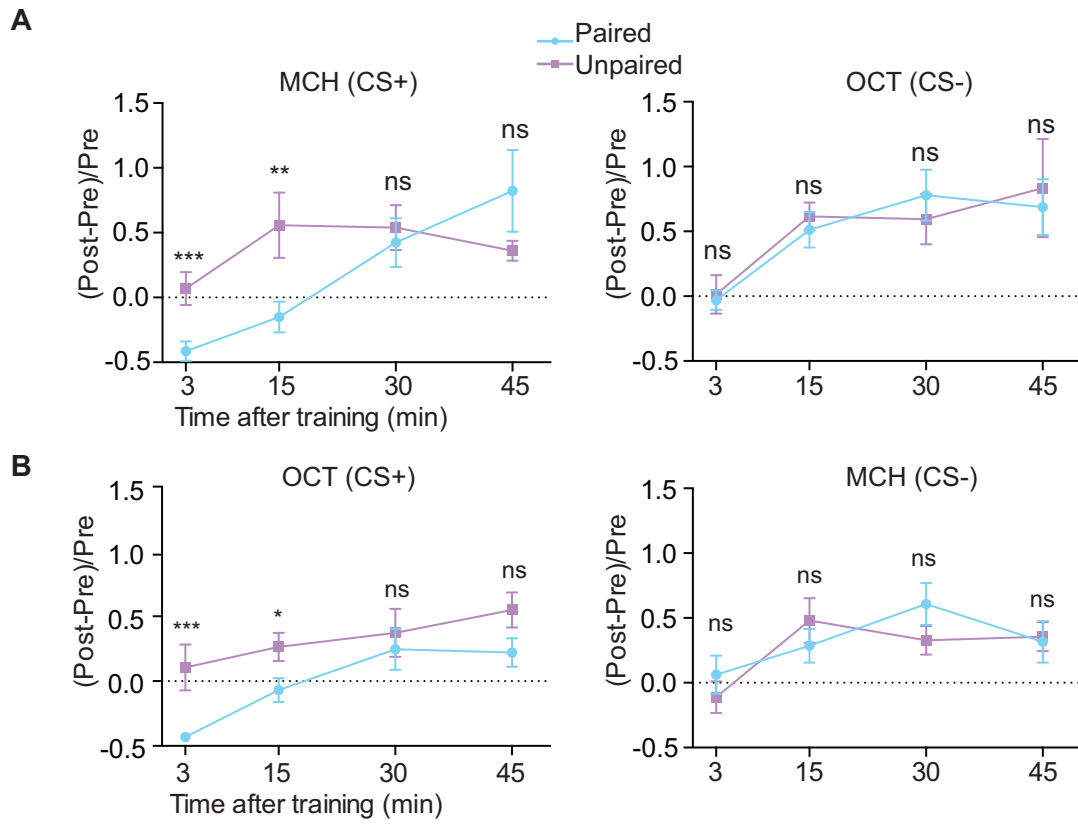 A
Paired
Unpaired
MCH (CS+)
(Post-Pre)/Pre
1.5
1.0
0.5
0.0
-0.5
***
**
ns
ns
3 15 30 45
Time after training (min)
OCT (CS-)
(Post-Pre)/Pre
1.5
1.0
0.5
0.0
-0.5
ns
ns
ns
ns
3 15 30 45
B
OCT (CS+)
(Post-Pre)/Pre
1.5
1.0
0.5
0.0
-0.5
***
*
ns
ns
3 15 30 45
Time after training (min)
MCH (CS-)
(Post-Pre)/Pre
1.5
1.0
0.5
0.0
-0.5
ns
ns
ns
ns
3 15 30 45